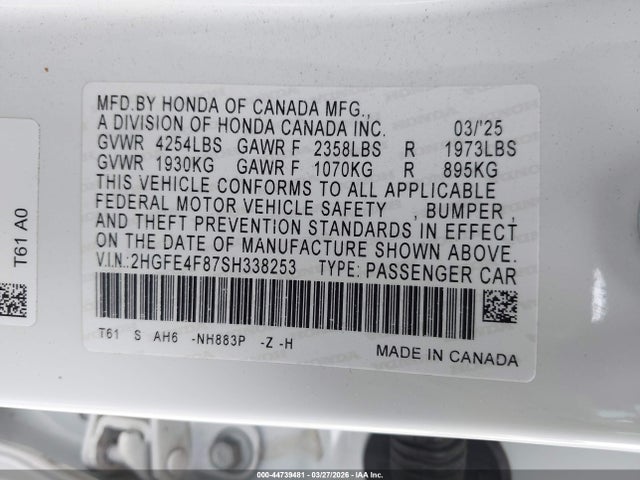 MFD.BY HONDA OF CANADA MFG.,
A DIVISION OF HONDA CANADA INC. 03/'25
GVWR 4254LBS GAWR F 2358LBS R 1973LBS
GVWR 1930KG GAWR F 1070KG R 895KG
THIS VEHICLE CONFORMS TO ALL APPLICABLE
FEDERAL MOTOR VEHICLE SAFETY , BUMPER ,
AND THEFT PREVENTION STANDARDS IN EFFECT
ON THE DATE OF MANUFACTURE SHOWN ABOVE.
V.I.N.:2HGFE4F87SH338253 TYPE: PASSENGER CAR
T61 S AH6 -NH883P -Z -H
MADE IN CANADA
T61 A0
000-44739481 - 03/27/2026 - IAA Inc.